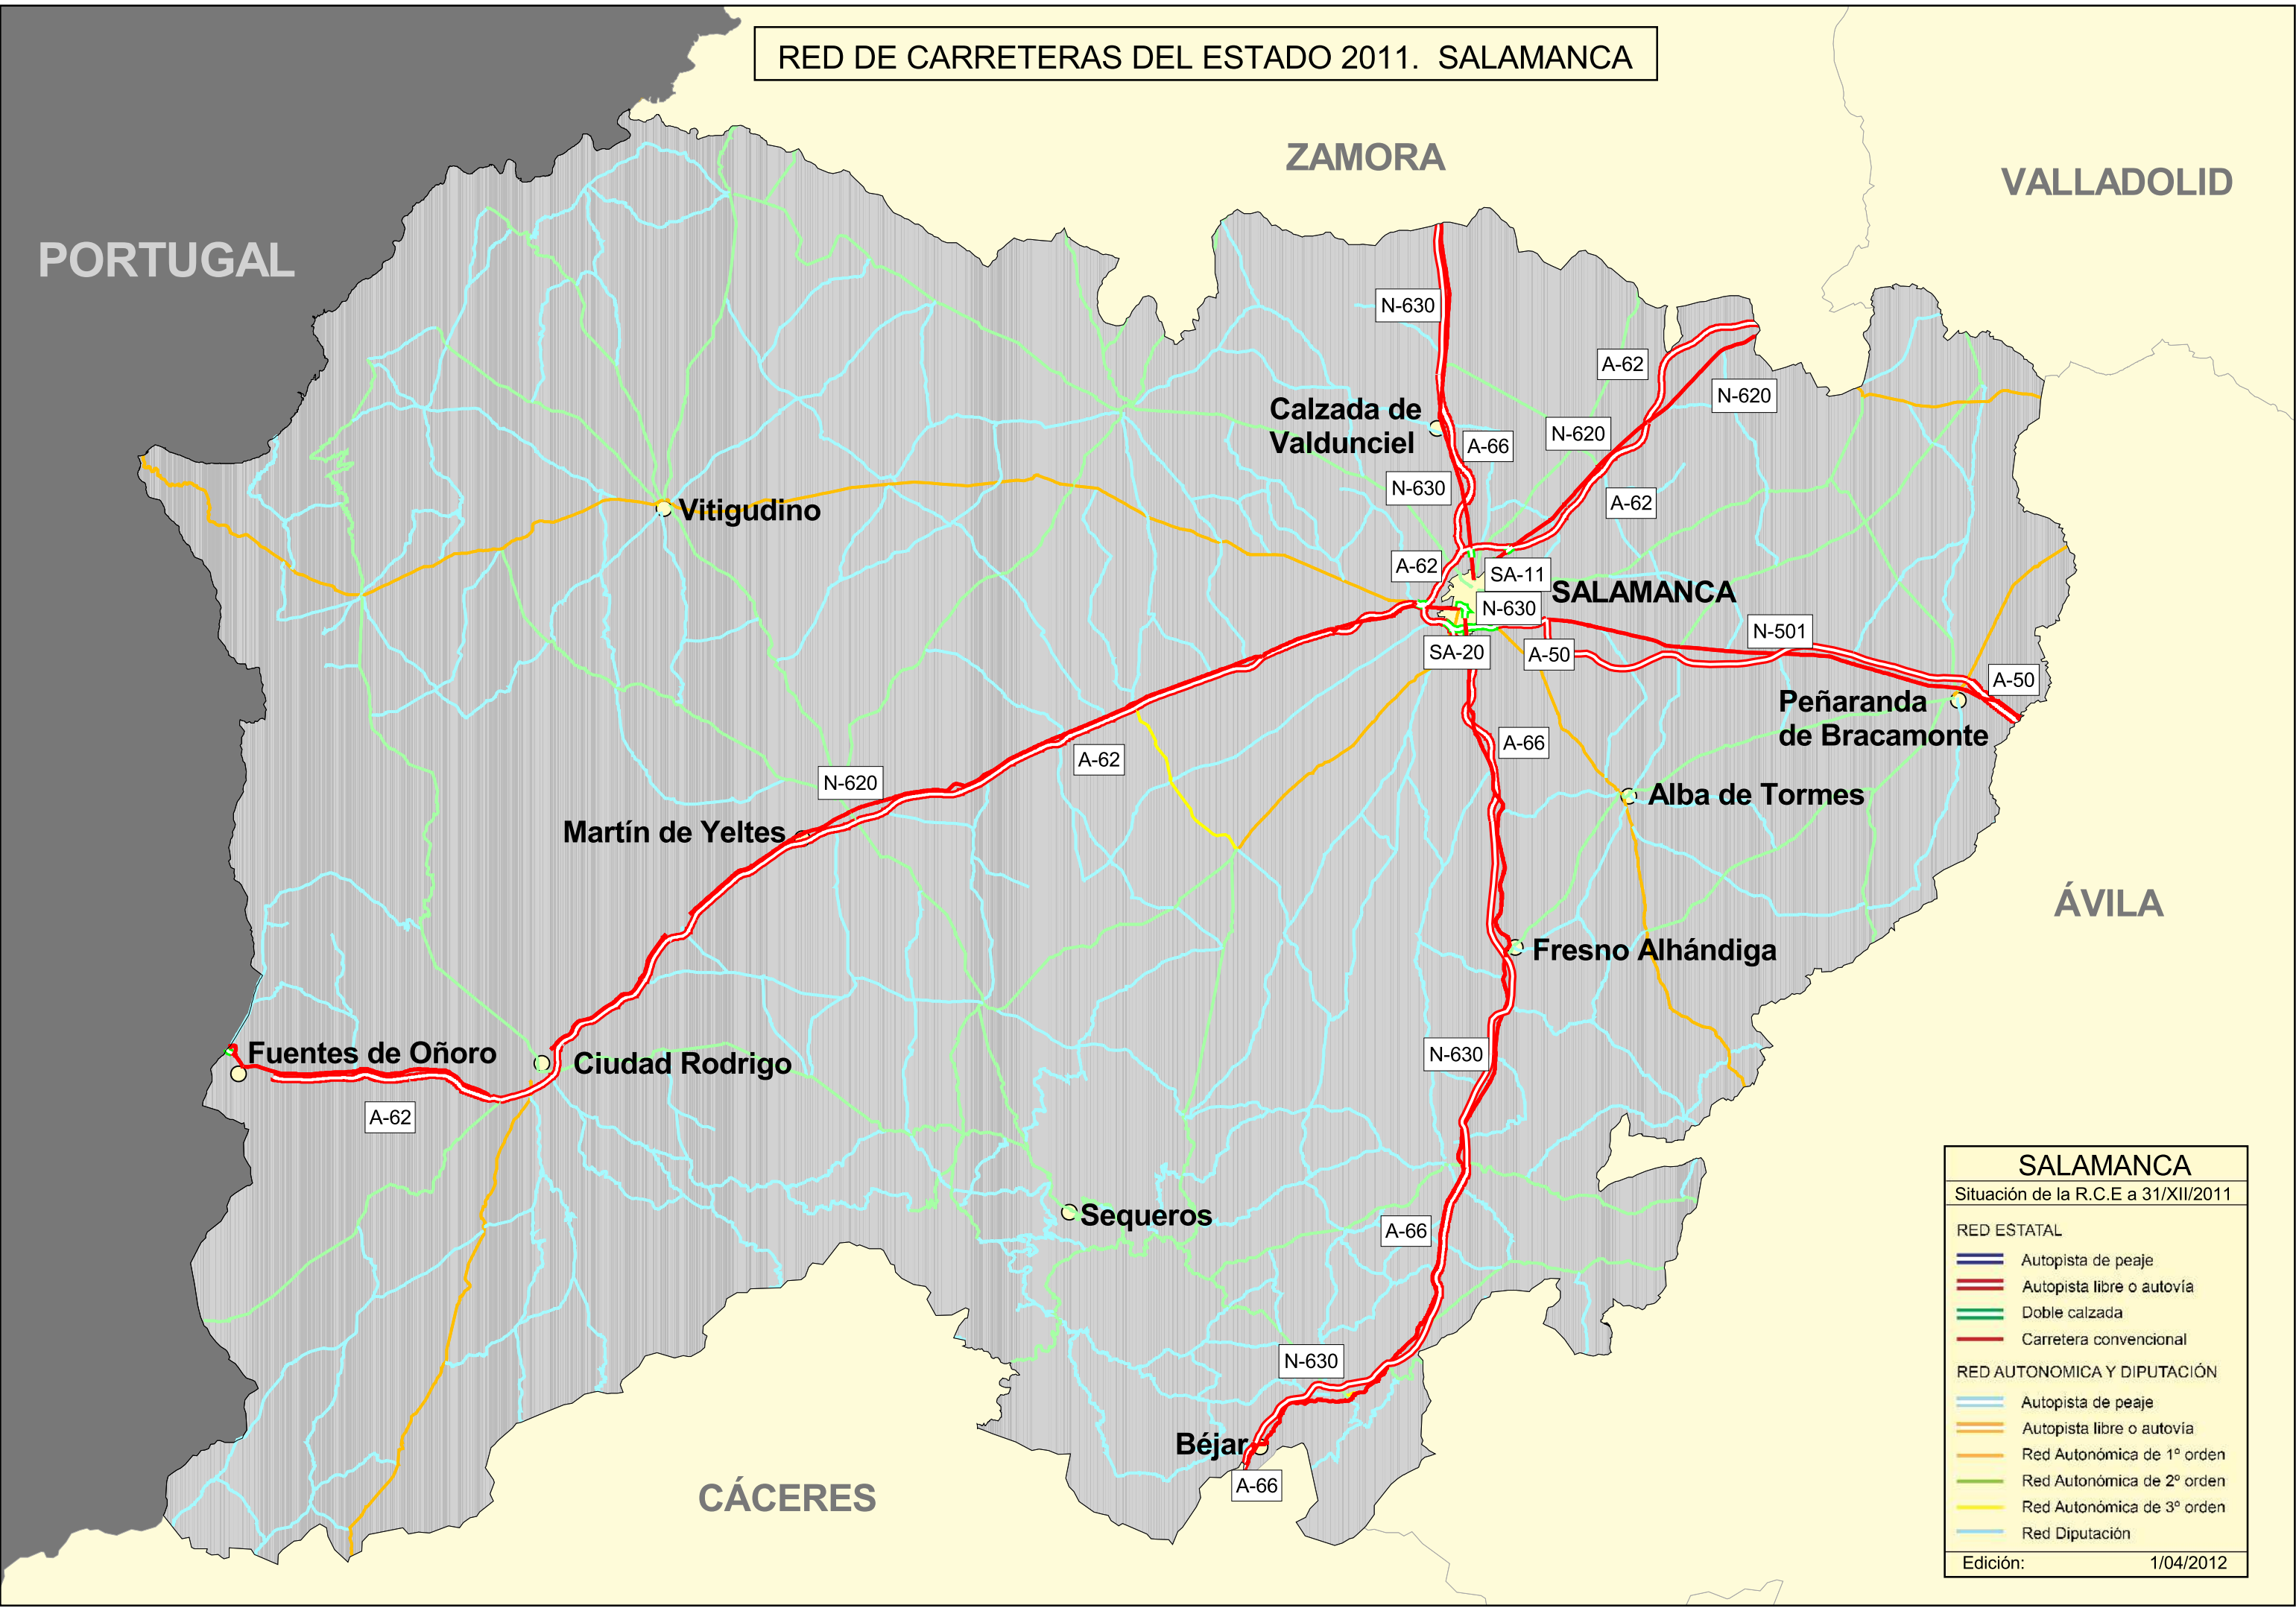 RED DE CARRETERAS DEL ESTADO 2011. SALAMANCA
ZAMORA
VALLADOLID
PORTUGAL
N-630
A-62
N-620
Calzada de
Valdunciel
N-620
A-66
N-630
A-62
Vitigudino
A-62
SA-11
SALAMANCA
N-630
N-501
SA-20
A-50
A-50
Peñaranda
de Bracamonte
A-66
A-62
N-620
Alba de Tormes
Martín de Yeltes
ÁVILA
Fresno Alhándiga
Fuentes de Oñoro
N-630
Ciudad Rodrigo
A-62
Sequeros
A-66
N-630
Béjar
A-66
CÁCERES
SALAMANCA
Situación de la R.C.E a 31/XII/2011
RED ESTATAL
Autopista de peaje
Autopista libre o autovía
Doble calzada
Carretera convencional
RED AUTONOMICA Y DIPUTACIÓN
Autopista de peaje
Autopista libre o autovía
Red Autonómica de 1º orden
Red Autonómica de 2º orden
Red Autonómica de 3º orden
Red Diputación
Edición: 1/04/2012